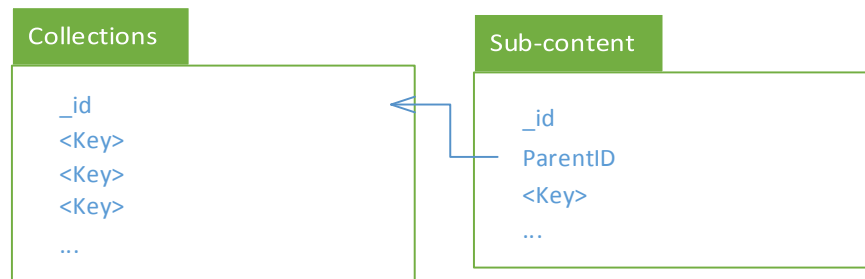 Collections
_id
<Key>
<Key>
<Key>
...
Sub-content
_id
ParentID
<Key>
...